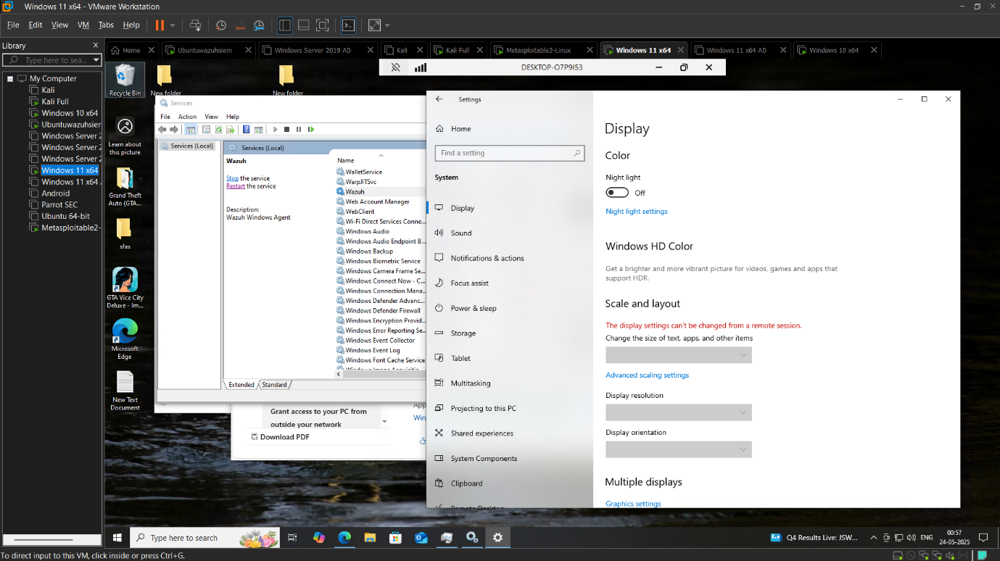 Windows 11 x64 - VMware Workstation
File Edit View VM Tabs Help
Library
Type here to sea...
My Computer
Kali
Kali Full
Windows 10 x64
Ubuntuwazuhsien
Windows Server 2
Windows Server 2
Windows Server 2
Windows 11 x64
Windows 11 x64
Android
Parrot SEC
Ubuntu 64-bit
Metasploitable2-
Home
Ubuntuwazuhsiem
Windows Server 2019 AD
Kali
Kali Full
Metasploitable2-Linux
Windows 11 x64
Windows 11 x64 AD
Windows 10 x64
DESKTOP-O7P9I53
Recycle Bin
New folder
New folder
Learn about
this picture
Grand Theft
Auto (GTA...
sfas
GTA Vice City
Deluxe - Im...
Microsoft
Edge
New Text
Document
Services
File Action View Help
Services (Local)
Services (Local)
Wazuh
Stop the service
Restart the service
Description:
Wazuh Windows Agent
Name
WalletService
WarpJITSvc
Wazuh
Web Account Manager
WebClient
Wi-Fi Direct Services Conne...
Windows Audio
Windows Audio Endpoint B...
Windows Backup
Windows Biometric Service
Windows Camera Frame Se...
Windows Connect Now - C...
Windows Connection Mana...
Windows Defender Advanc...
Windows Defender Firewall
Windows Encryption Provid...
Windows Error Reporting Se...
Windows Event Collector
Windows Event Log
Windows Font Cache Service
Windows Image Acquisitio
Extended Standard
Grant access to your PC from
outside your network
Download PDF
App
Win
Settings
Home
Find a setting
System
Display
Sound
Notifications & actions
Focus assist
Power & sleep
Storage
Tablet
Multitasking
Projecting to this PC
Shared experiences
System Components
Clipboard
Remote Desktop
Display
Color
Night light
Off
Night light settings
Windows HD Color
Get a brighter and more vibrant picture for videos, games and apps that
support HDR.
Scale and layout
The display settings can't be changed from a remote session.
Change the size of text, apps, and other items
Advanced scaling settings
Display resolution
Display orientation
Multiple displays
Graphics settings
Type here to search
Q4 Results Live: JSW...
ENG
00:57
24-05-2025
To direct input to this VM, click inside or press Ctrl+G.